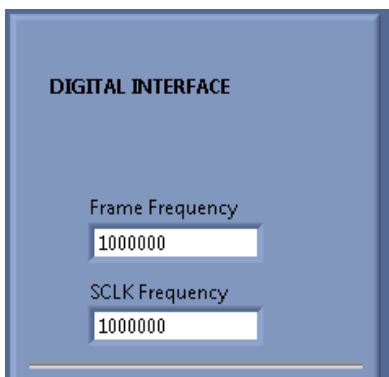 DIGITAL INTERFACE
Frame Frequency
1000000
SCLK Frequency
1000000